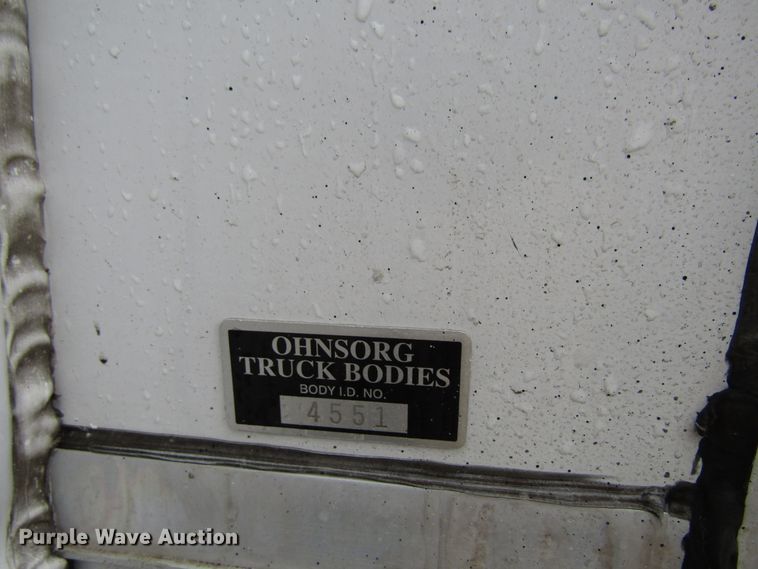 OHNSORG
TRUCK BODIES
BODY I.D. NO.
4551
Purple Wave Auction